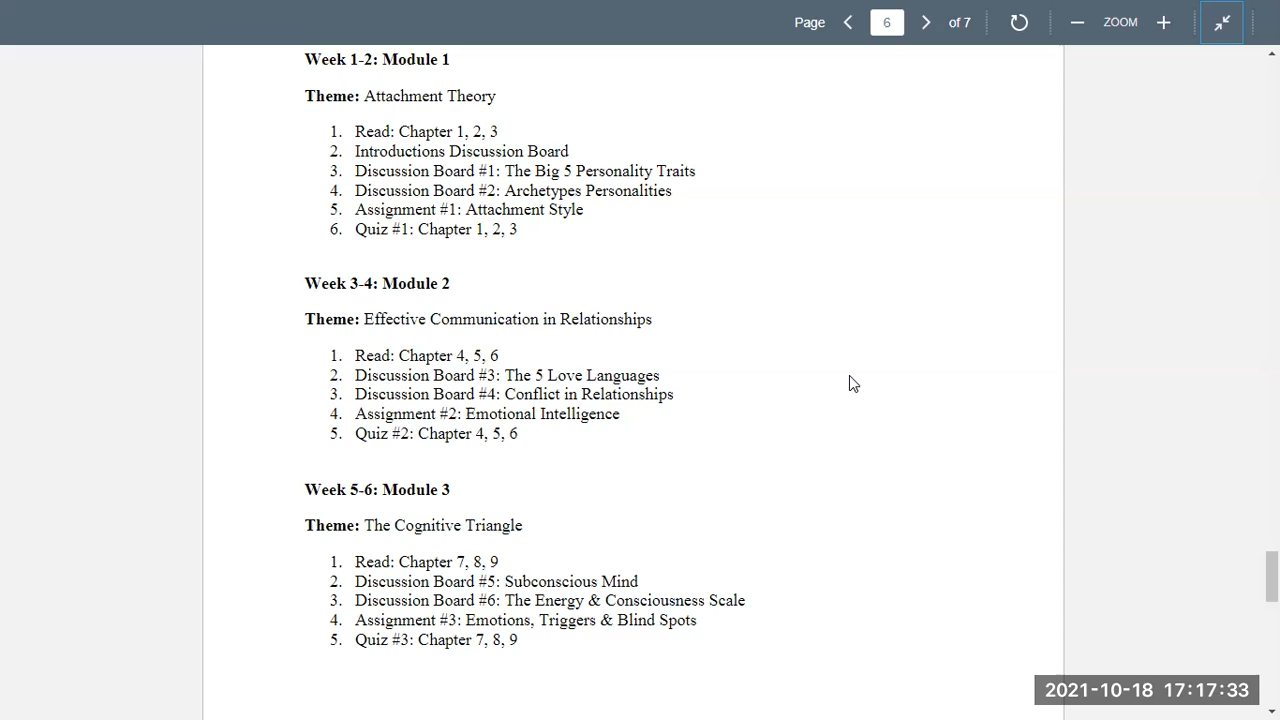 Page 6 of 7 ZOOM
Week 1-2: Module 1
Theme: Attachment Theory
1. Read: Chapter 1, 2, 3
2. Introductions Discussion Board
3. Discussion Board #1: The Big 5 Personality Traits
4. Discussion Board #2: Archetypes Personalities
5. Assignment #1: Attachment Style
6. Quiz #1: Chapter 1, 2, 3
Week 3-4: Module 2
Theme: Effective Communication in Relationships
1. Read: Chapter 4, 5, 6
2. Discussion Board #3: The 5 Love Languages
3. Discussion Board #4: Conflict in Relationships
4. Assignment #2: Emotional Intelligence
5. Quiz #2: Chapter 4, 5, 6
Week 5-6: Module 3
Theme: The Cognitive Triangle
1. Read: Chapter 7, 8, 9
2. Discussion Board #5: Subconscious Mind
3. Discussion Board #6: The Energy & Consciousness Scale
4. Assignment #3: Emotions, Triggers & Blind Spots
5. Quiz #3: Chapter 7, 8, 9
2021-10-18 17:17:33